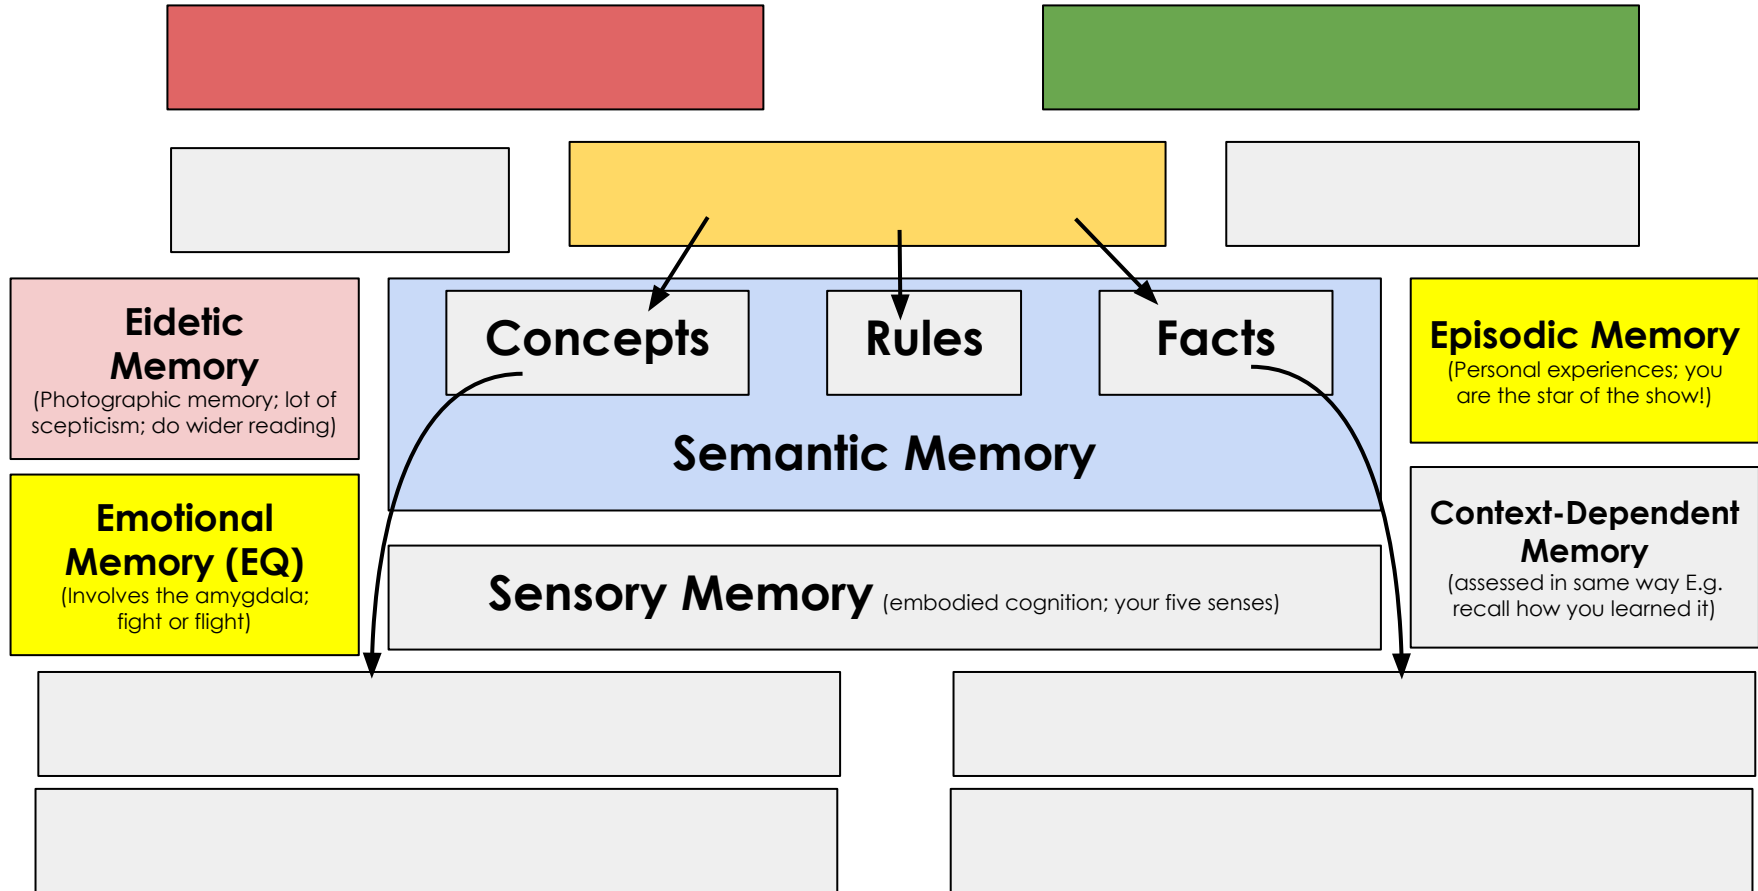 Eidetic
Memory
(Photographic memory; lot of
scepticism; do wider reading)
Concepts
Rules
Facts
Semantic Memory
Episodic Memory
(Personal experiences; you
are the star of the show!)
Emotional
Memory (EQ)
(Involves the amygdala;
fight or flight)
Sensory Memory (embodied cognition; your five senses)
Context-Dependent
Memory
(assessed in same way E.g.
recall how you learned it)